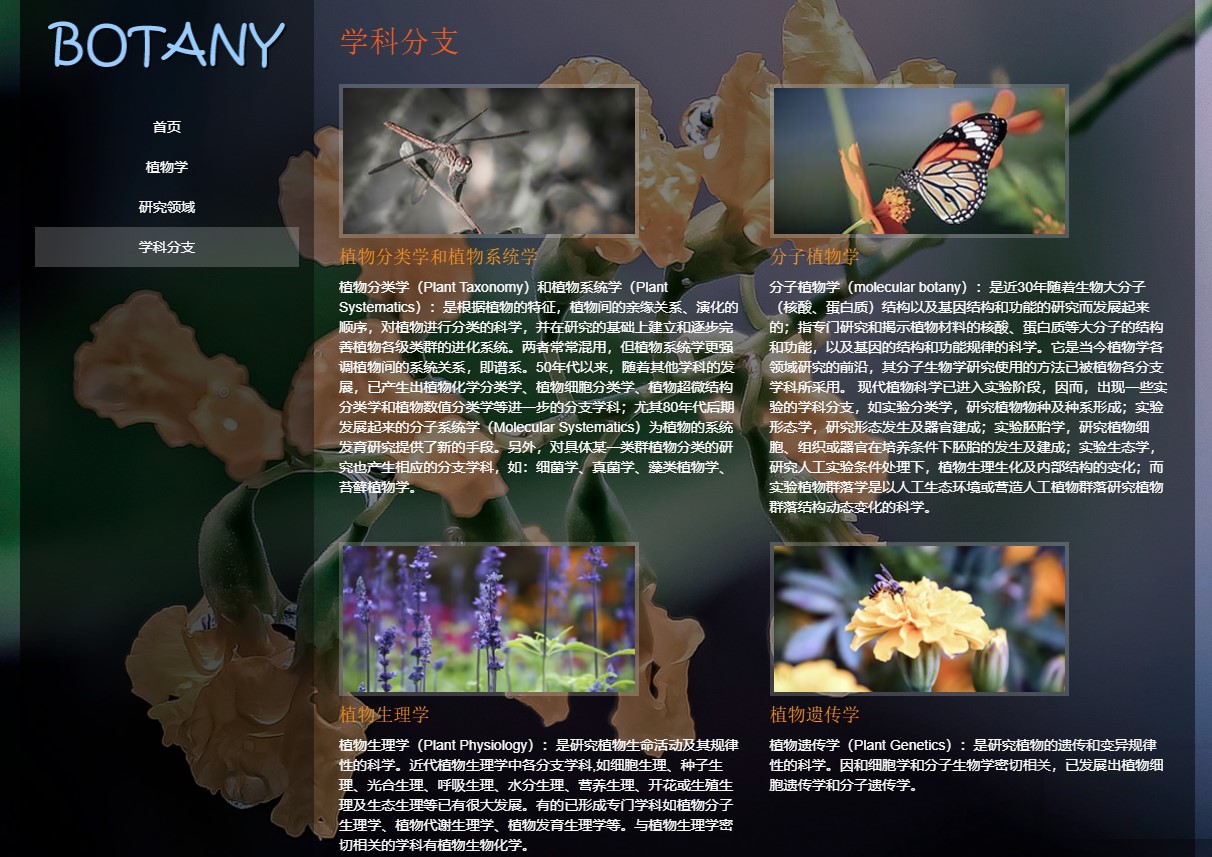 BOTANY
首页
植物学
研究领域
学科分支
学科分支
植物分类学和植物系统学
植物分类学（Plant Taxonomy）和植物系统学（Plant
Systematics）：是根据植物的特征，植物间的亲缘关系、演化的
顺序，对植物进行分类的科学，并在研究的基础上建立和逐步完
善植物各级类群的进化系统。两者常常混用，但植物系统学更强
调植物间的系统关系，即谱系。50年代以来，随着其他学科的发
展，已产生出植物化学分类学、植物细胞分类学、植物超微结构
分类学和植物数值分类学等进一步的分支学科；尤其80年代后期
发展起来的分子系统学（Molecular Systematics）为植物的系统
发育研究提供了新的手段。另外，对具体某一类群植物分类的研
究也产生相应的分支学科，如：细菌学、真菌学、藻类植物学、
苔藓植物学。
分子植物学
分子植物学（molecular botany）：是近30年随着生物大分子
（核酸、蛋白质）结构以及基因结构和功能的研究而发展起来
的；指专门研究和揭示植物材料的核酸、蛋白质等大分子的结构
和功能，以及基因的结构和功能规律的科学。它是当今植物学各
领域研究的前沿，其分子生物学研究使用的方法已被植物各分支
学科所采用。 现代植物科学已进入实验阶段，因而，出现一些实
验的学科分支，如实验分类学，研究植物物种及种系形成；实验
形态学，研究形态发生及器官建成；实验胚胎学，研究植物细
胞、组织或器官在培养条件下胚胎的发生及建成；实验生态学，
研究人工实验条件处理下，植物生理生化及内部结构的变化；而
实验植物群落学是以人工生态环境或营造人工植物群落研究植物
群落结构动态变化的科学。
植物生理学
植物生理学（Plant Physiology）：是研究植物生命活动及其规律
性的科学。近代植物生理学中各分支学科,如细胞生理、种子生
理、光合生理、呼吸生理、水分生理、营养生理、开花或生殖生
理及生态生理等已有很大发展。有的已形成专门学科如植物分子
生理学、植物代谢生理学、植物发育生理学等。与植物生理学密
切相关的学科有植物生物化学。
植物遗传学
植物遗传学（Plant Genetics）：是研究植物的遗传和变异规律
性的科学。因和细胞学和分子生物学密切相关，已发展出植物细
胞遗传学和分子遗传学。